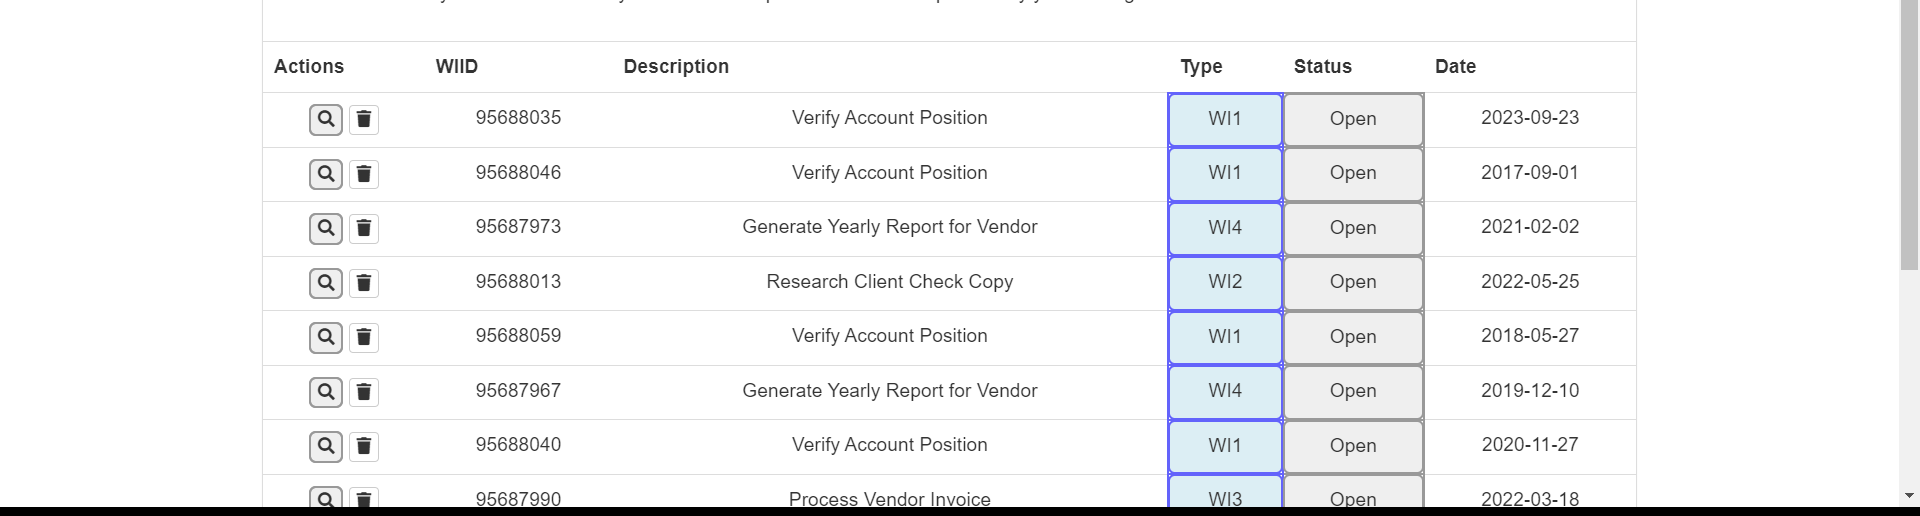 Actions WIID Description Type Status Date
95688035 Verify Account Position WI1 Open 2023-09-23
95688046 Verify Account Position WI1 Open 2017-09-01
95687973 Generate Yearly Report for Vendor WI4 Open 2021-02-02
95688013 Research Client Check Copy WI2 Open 2022-05-25
95688059 Verify Account Position WI1 Open 2018-05-27
95687967 Generate Yearly Report for Vendor WI4 Open 2019-12-10
95688040 Verify Account Position WI1 Open 2020-11-27
95687990 Process Vendor Invoice WI3 Open 2022-03-18